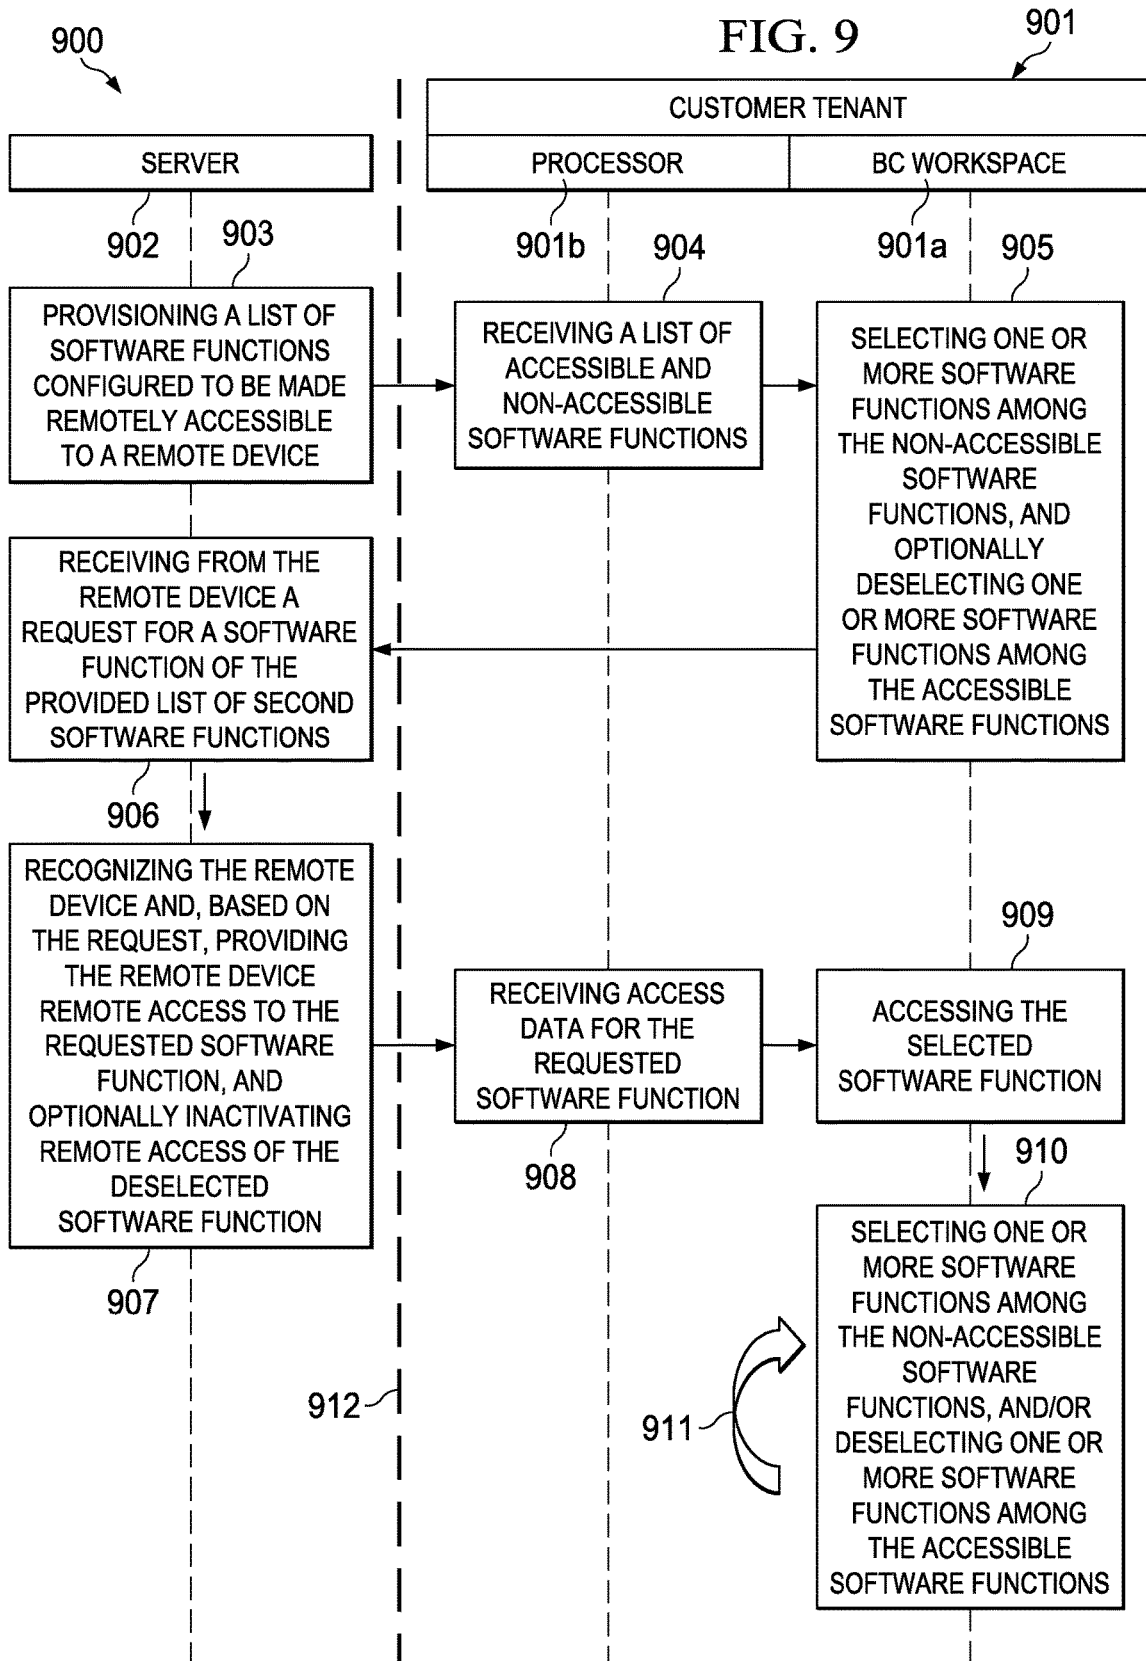 900
FIG. 9
901
CUSTOMER TENANT
SERVER
PROCESSOR
BC WORKSPACE
902
903
901b
904
901a
905
PROVISIONING A LIST OF
SOFTWARE FUNCTIONS
CONFIGURED TO BE MADE
REMOTELY ACCESSIBLE
TO A REMOTE DEVICE
RECEIVING A LIST OF
ACCESSIBLE AND
NON-ACCESSIBLE
SOFTWARE FUNCTIONS
SELECTING ONE OR
MORE SOFTWARE
FUNCTIONS AMONG
THE NON-ACCESSIBLE
SOFTWARE
FUNCTIONS, AND
OPTIONALLY
DESELECTING ONE
OR MORE SOFTWARE
FUNCTIONS AMONG
THE ACCESSIBLE
SOFTWARE FUNCTIONS
RECEIVING FROM THE
REMOTE DEVICE A
REQUEST FOR A SOFTWARE
FUNCTION OF THE
PROVIDED LIST OF SECOND
SOFTWARE FUNCTIONS
906
RECOGNIZING THE REMOTE
DEVICE AND, BASED ON
THE REQUEST, PROVIDING
THE REMOTE DEVICE
REMOTE ACCESS TO THE
REQUESTED SOFTWARE
FUNCTION, AND
OPTIONALLY INACTIVATING
REMOTE ACCESS OF THE
DESELECTED
SOFTWARE FUNCTION
907
RECEIVING ACCESS
DATA FOR THE
REQUESTED
SOFTWARE FUNCTION
908
909
ACCESSING THE
SELECTED
SOFTWARE FUNCTION
910
SELECTING ONE OR
MORE SOFTWARE
FUNCTIONS AMONG
THE NON-ACCESSIBLE
SOFTWARE
FUNCTIONS, AND/OR
DESELECTING ONE OR
MORE SOFTWARE
FUNCTIONS AMONG
THE ACCESSIBLE
SOFTWARE FUNCTIONS
911
912